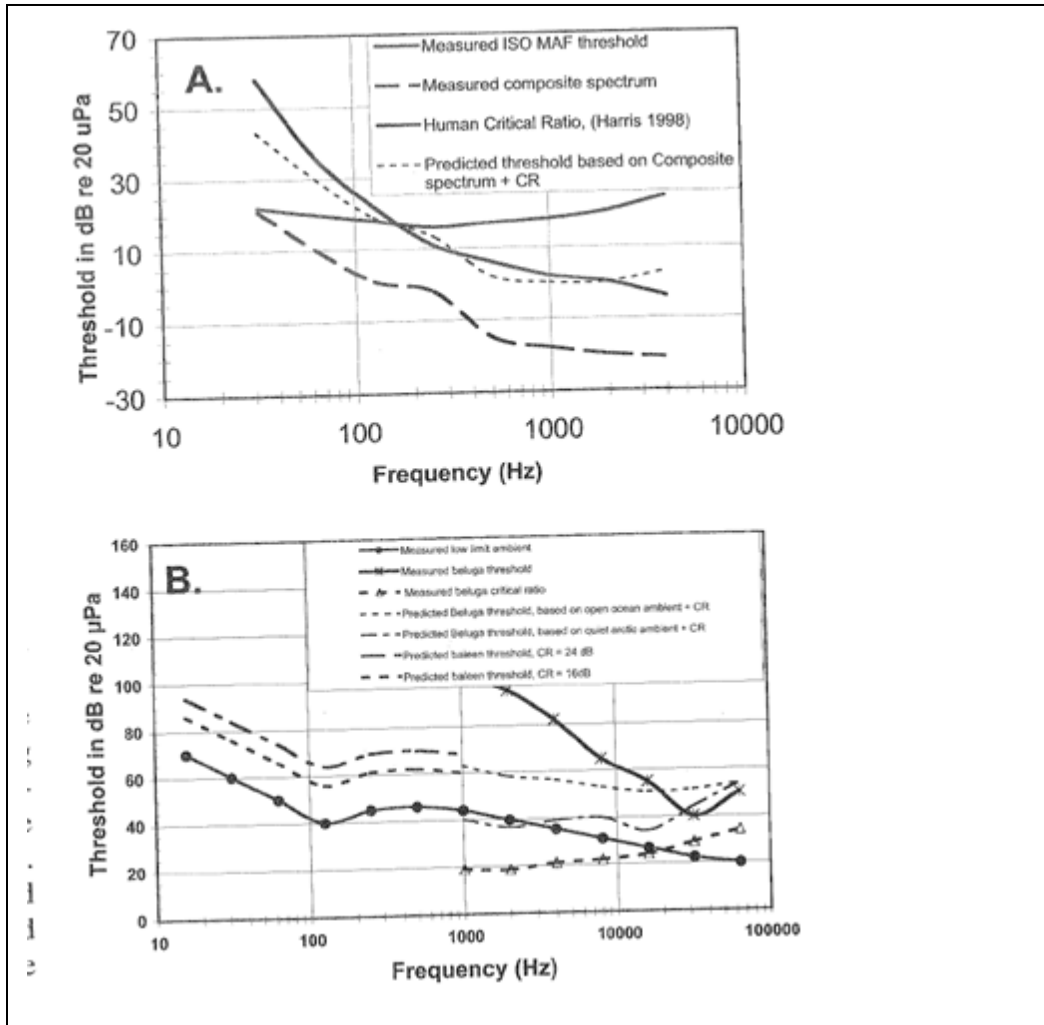 A.
Measured ISO MAF threshold
Measured composite spectrum
Human Critical Ratio, (Harris 1998)
Predicted threshold based on Composite
spectrum + CR
Threshold in dB re 20 uPa
70
50
30
10
-10
-30
10
100
1000
10000
Frequency (Hz)
B.
Measured low limit ambient
Measured beluga threshold
Measured beluga critical ratio
Predicted Beluga threshold, based on open ocean ambient + CR
Predicted Beluga threshold, based on quiet arctic ambient + CR
Predicted baleen threshold, CR = 24 dB
Predicted baleen threshold, CR = 16dB
Threshold in dB re 20 µPa
160
140
120
100
80
60
40
20
0
10
100
1000
10000
100000
Frequency (Hz)